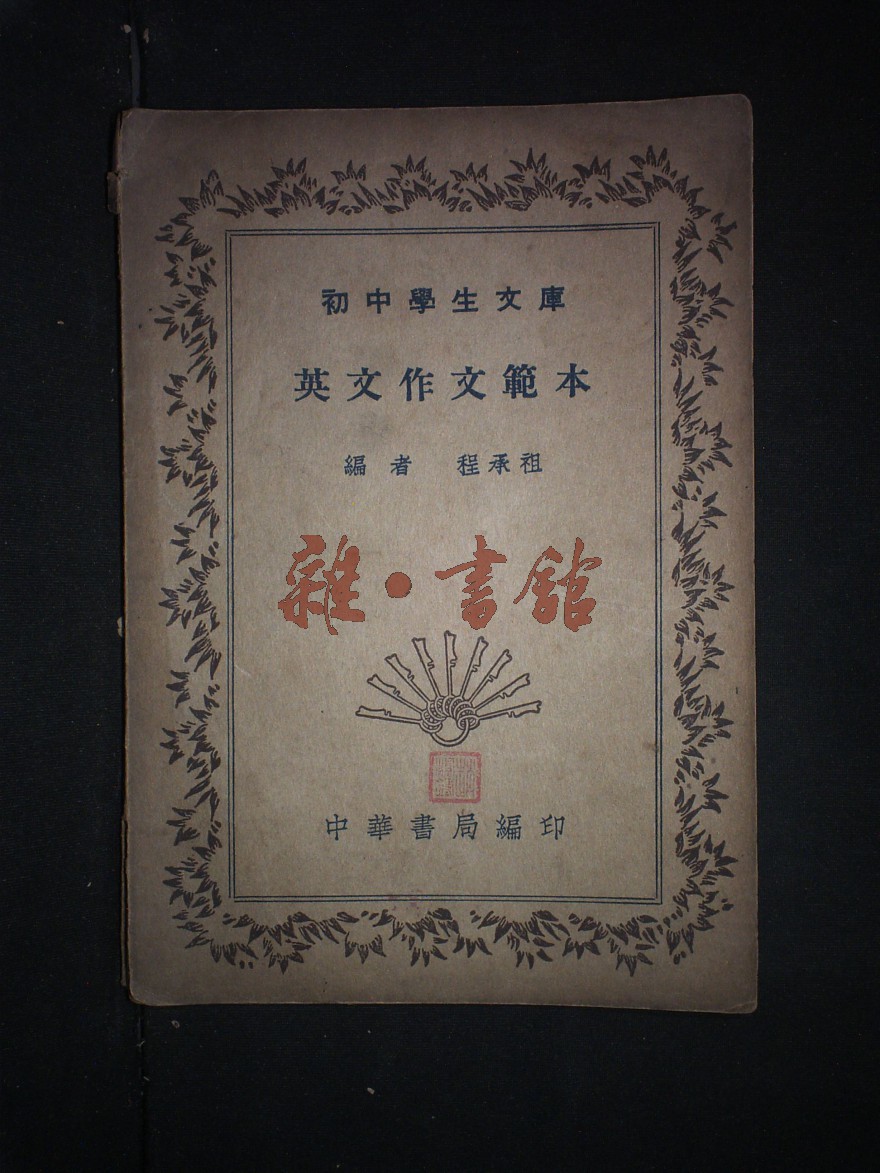 初中學生文庫
英文作文範本
編者 程承祖
雜·書館
中華書局編印